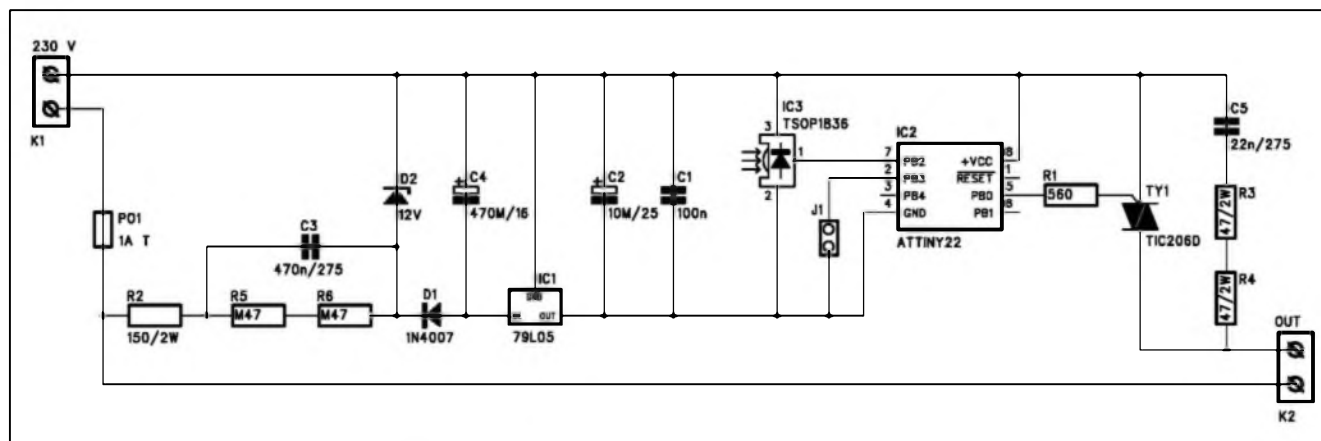 230 V
K1
PO1
1A T
R2
150/2W
C3
470n/275
R5
M47
R6
M47
D2
12V
D1
1N4007
C4
+
470M/16
IC1
GND
OUT
79L05
C2
+
10M/25
C1
100n
IC3
TSOP1836
3
1
2
J1
IC2
7
PB2
+VCC
2
PB3
RESET
1
3
PB4
PB0
5
4
GND
PB1
ATTINY22
R1
560
TY1
TIC206D
C5
22n/275
R3
47/2W
R4
47/2W
OUT
K2